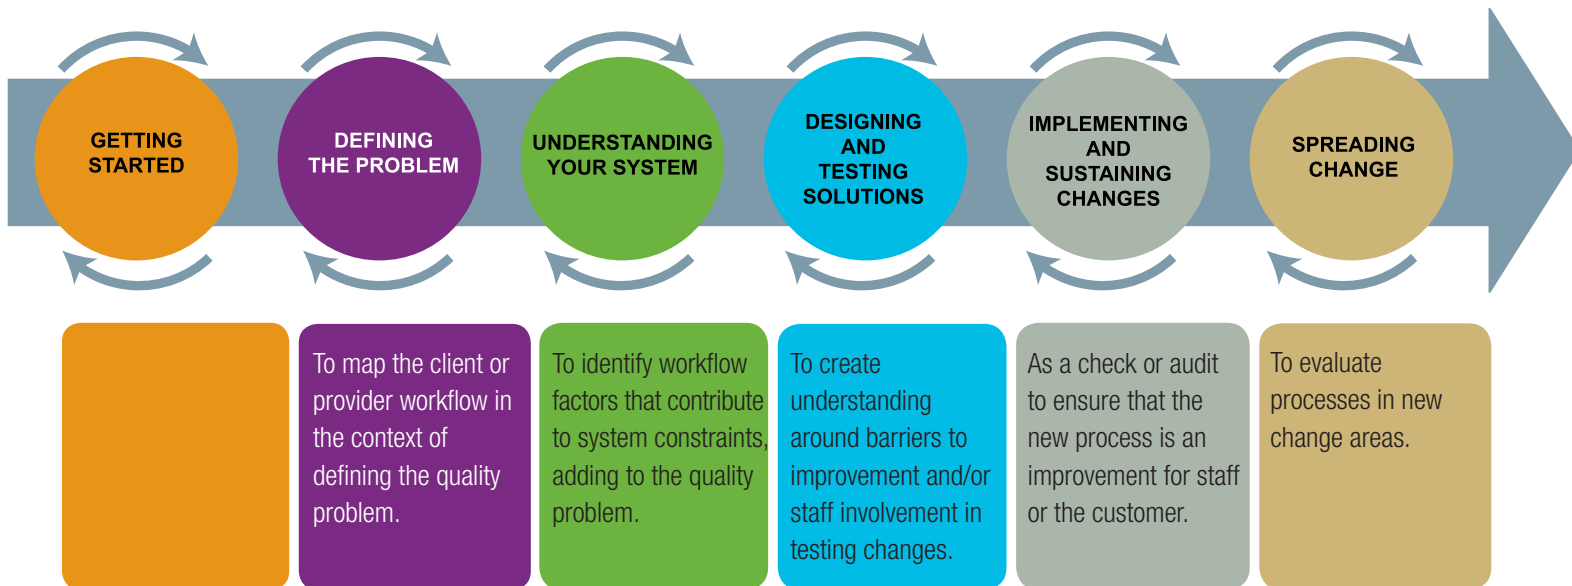 GETTING
STARTED
DEFINING
THE PROBLEM
UNDERSTANDING
YOUR SYSTEM
DESIGNING
AND
TESTING
SOLUTIONS
IMPLEMENTING
AND
SUSTAINING
CHANGES
SPREADING
CHANGE
To map the client or
provider workflow in
the context of
defining the quality
problem.
To identify workflow
factors that contribute
to system constraints,
adding to the quality
problem.
To create
understanding
around barriers to
improvement and/or
staff involvement in
testing changes.
As a check or audit
to ensure that the
new process is an
improvement for staff
or the customer.
To evaluate
processes in new
change areas.